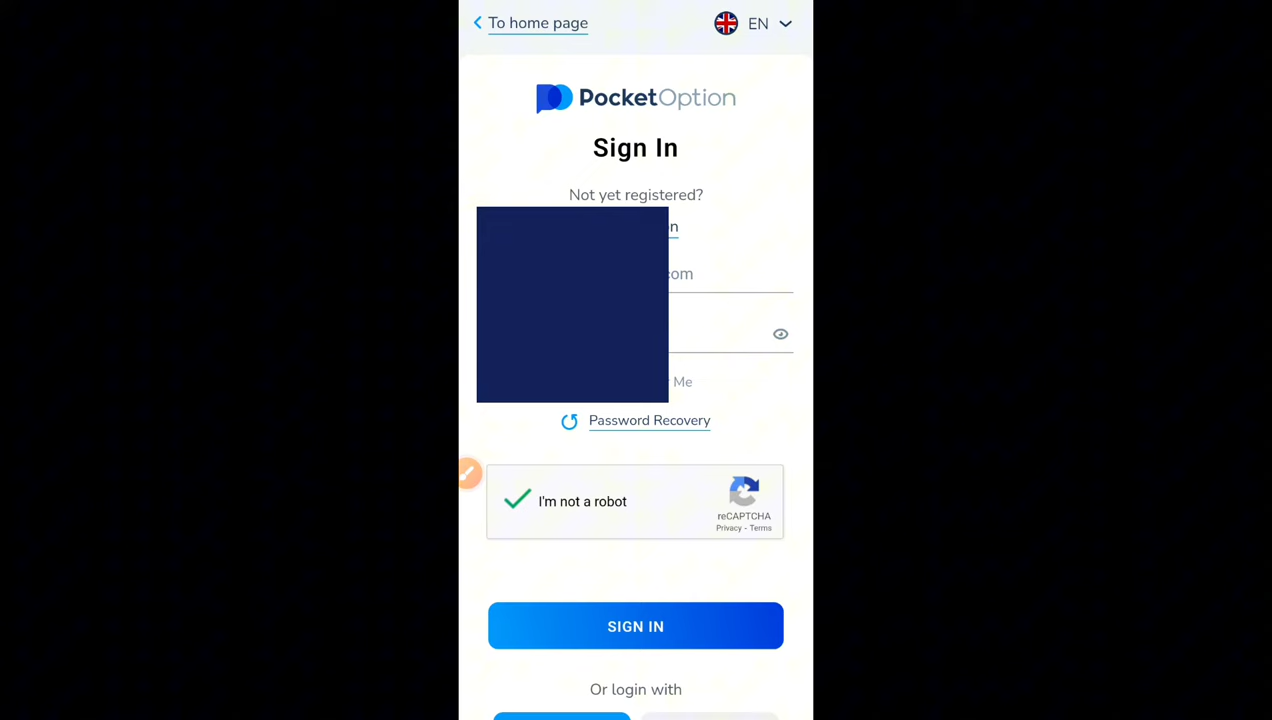 To home page
EN
PocketOption
Sign In
Not yet registered?
com
Me
Password Recovery
I'm not a robot
reCAPTCHA
Privacy - Terms
SIGN IN
Or login with